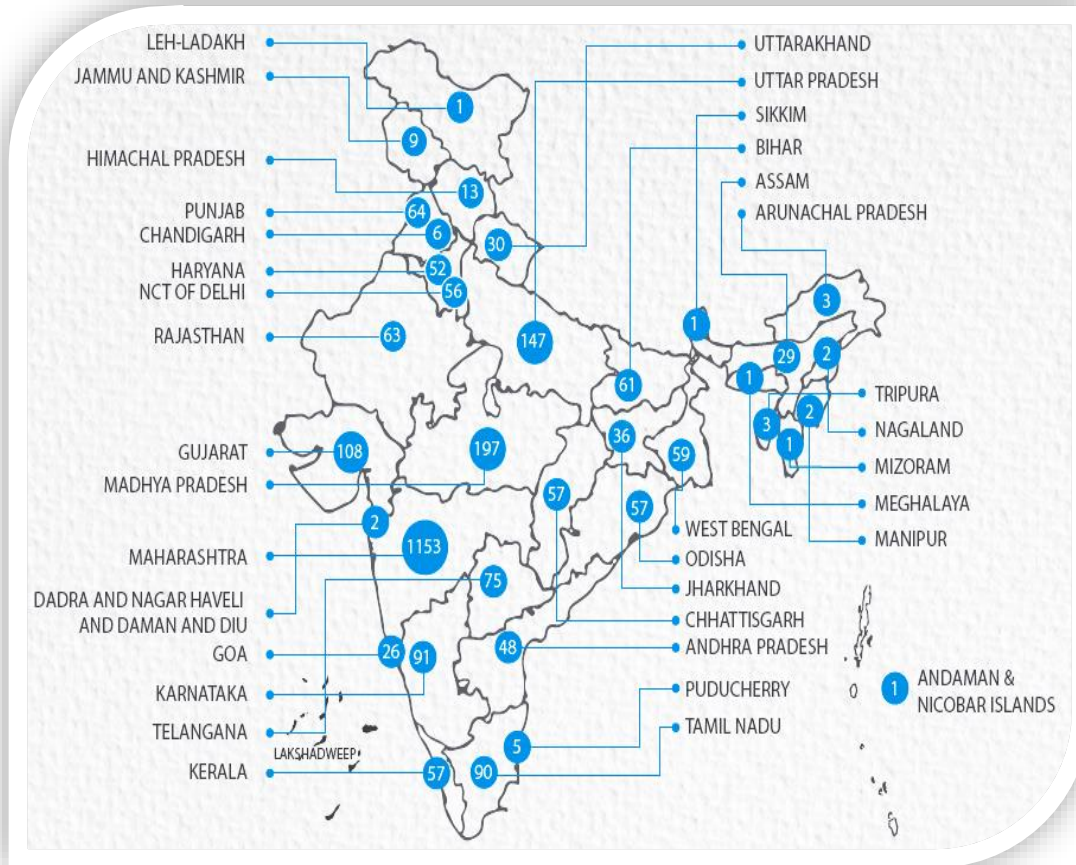 LEH-LADAKH
JAMMU AND KASHMIR
HIMACHAL PRADESH
PUNJAB
CHANDIGARH
HARYANA
NCT OF DELHI
RAJASTHAN
GUJARAT
MADHYA PRADESH
MAHARASHTRA
DADRA AND NAGAR HAVELI
AND DAMAN AND DIU
GOA
KARNATAKA
TELANGANA
LAKSHADWEEP
KERALA
1
9
13
64
6
30
52
56
63
147
1
3
29
2
1
61
2
3
1
36
108
197
59
57
57
2
1153
75
48
26
91
5
57
90
UTTARAKHAND
UTTAR PRADESH
SIKKIM
BIHAR
ASSAM
ARUNACHAL PRADESH
TRIPURA
NAGALAND
MIZORAM
MEGHALAYA
MANIPUR
WEST BENGAL
ODISHA
JHARKHAND
CHHATTISGARH
ANDHRA PRADESH
PUDUCHERRY
TAMIL NADU
1
ANDAMAN &
NICOBAR ISLANDS